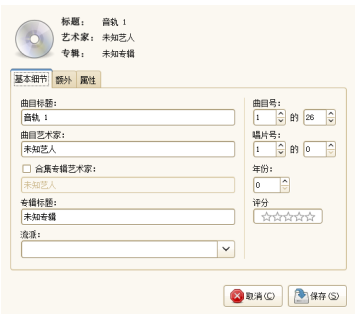 标题： 音轨 1
艺术家： 未知艺人
专辑： 未知专辑
基本细节 额外 属性
曲目标题：
音轨 1
曲目艺术家：
未知艺人
合集专辑艺术家：
未知艺人
专辑标题：
未知专辑
流派：
曲目号：
1 的 26
唱片号：
1 的 0
年份：
0
评分
☆☆☆☆☆
取消(C) 保存(S)